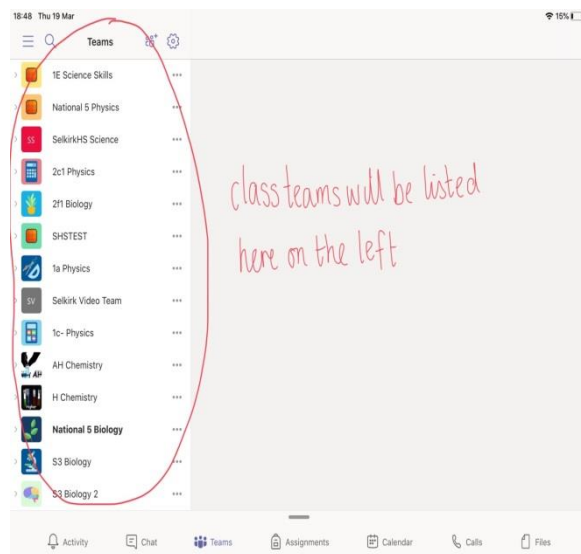 18:48 Thu 19 Mar
15%
Teams
1E Science Skills
National 5 Physics
SS
SelkirkHS Science
2c1 Physics
2f1 Biology
SHSTEST
1a Physics
SV
Selkirk Video Team
1c- Physics
AH
AH Chemistry
H Chemistry
National 5 Biology
S3 Biology
S3 Biology 2
class teams will be listed
here on the left
Activity
Chat
Teams
Assignments
Calendar
Calls
Files